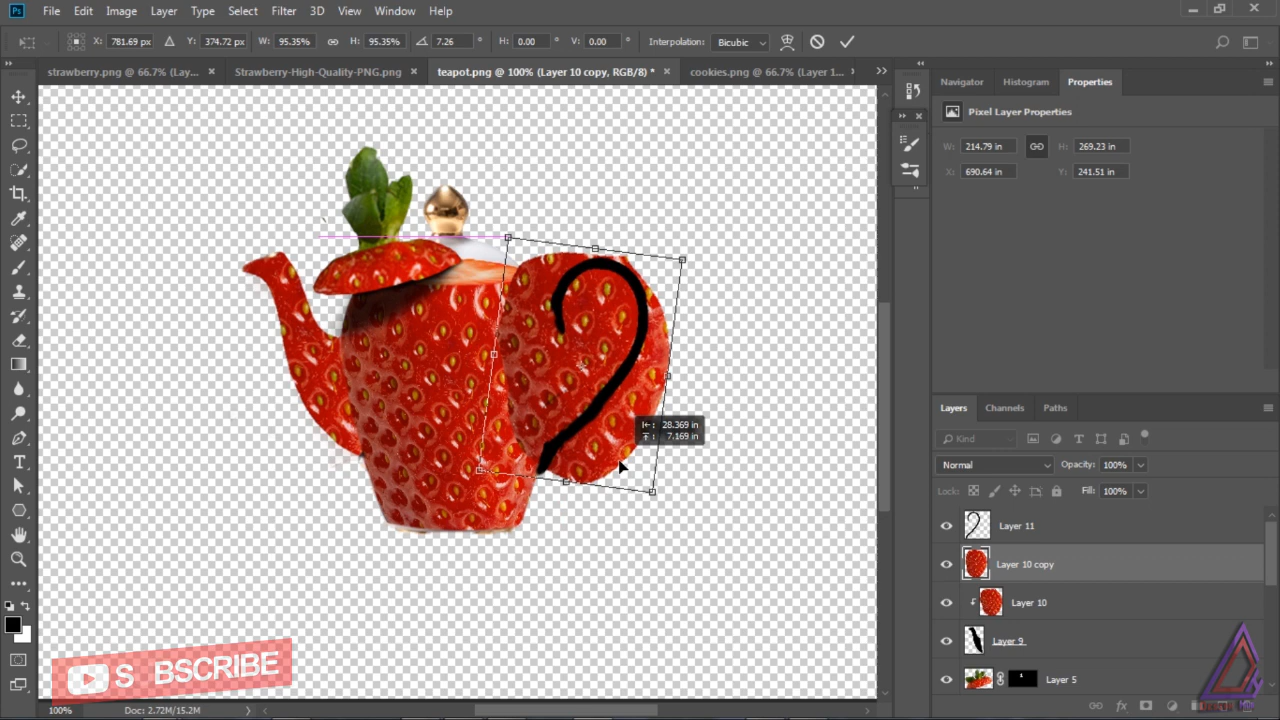 Ps File Edit Image Layer Type Select Filter 3D View Window Help
X: 781.69 px Y: 374.72 px W: 95.35% H: 95.35% 7.26 ° H: 0.00 ° V: 0.00 ° Interpolation: Bicubic
strawberry.png @ 66.7% (Lay... × Strawberry-High-Quality-PNG.png × teapot.png @ 100% (Layer 10 copy, RGB/8) * × cookies.png @ 66.7% (Layer 1...
Navigator Histogram Properties
Pixel Layer Properties
W: 214.79 in H: 269.23 in
X: 690.64 in Y: 241.51 in
28.369 in
7.169 in
Layers Channels Paths
Kind
Normal Opacity: 100%
Lock: Fill: 100%
Layer 11
Layer 10 copy
Layer 10
Layer 9
Layer 5
S BSCRIBE
100% Doc: 2.72M/15.2M